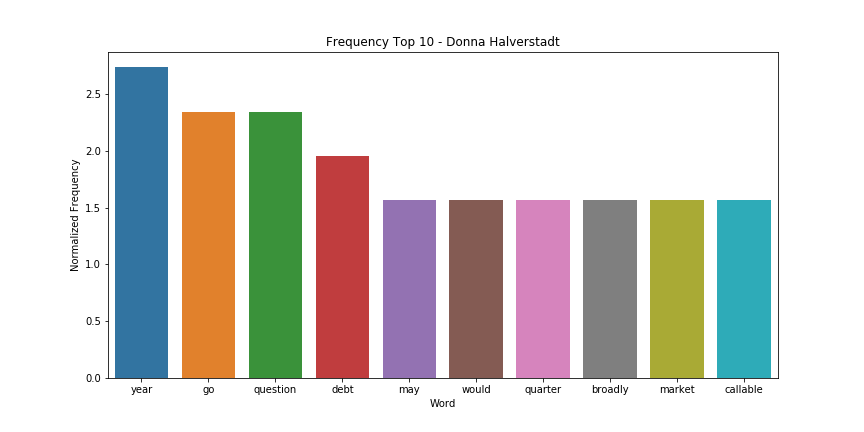 Frequency Top 10 - Donna Halverstadt
Normalized Frequency
2.5
2.0
1.5
1.0
0.5
0.0
year go question debt may would quarter broadly market callable
Word